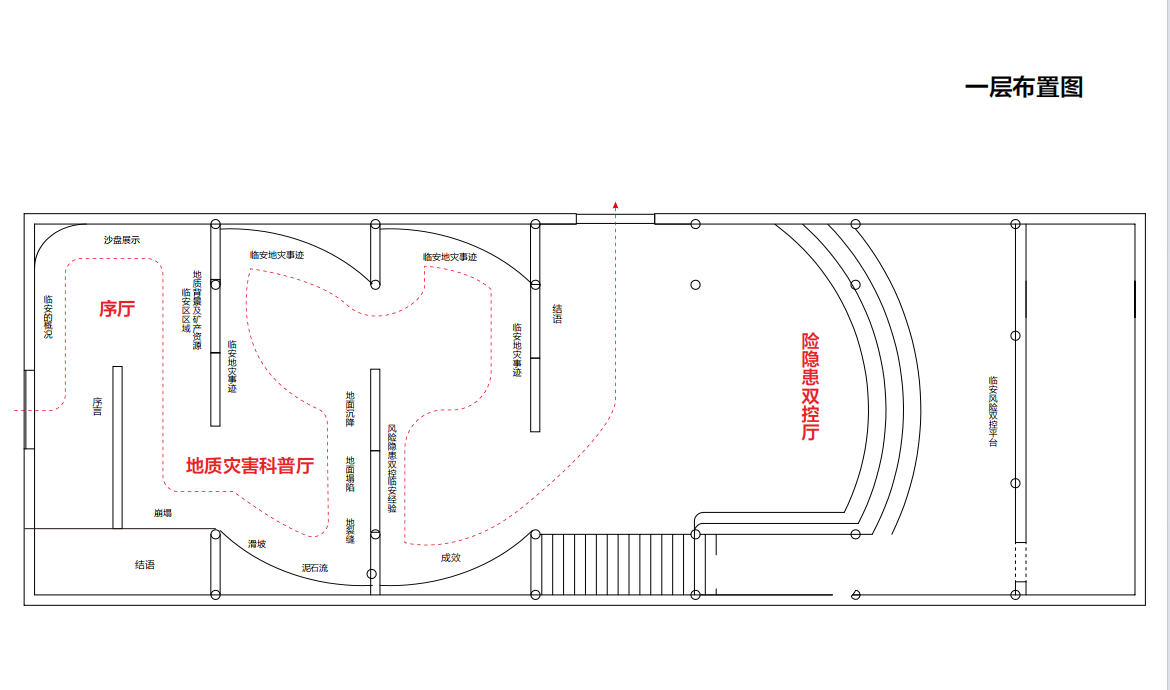 一层布置图
沙盘展示
临安的概况
序厅
地质背景及矿产资源
临安区区域
临安地灾事迹
临安地灾事迹
临安地灾事迹
临安地灾事迹
结语
险隐患双控厅
临安风险双控平台
序言
地面沉降
地面塌陷
地裂缝
风险隐患双控临安经验
地质灾害科普厅
崩塌
滑坡
泥石流
成效
结语